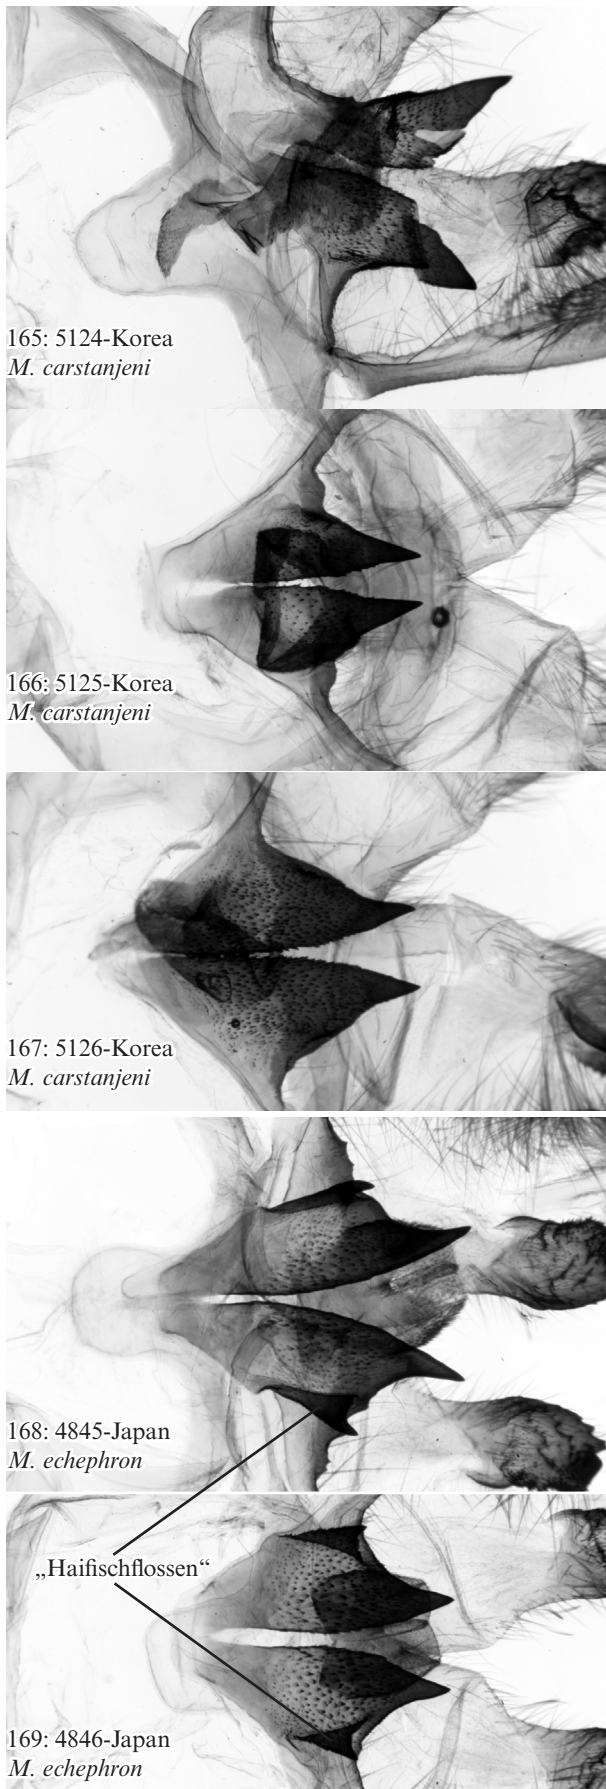 165: 5124-Korea
M. carstanjeni
166: 5125-Korea
M. carstanjeni
167: 5126-Korea
M. carstanjeni
168: 4845-Japan
M. echephron
„Haifischflossen“
169: 4846-Japan
M. echephron